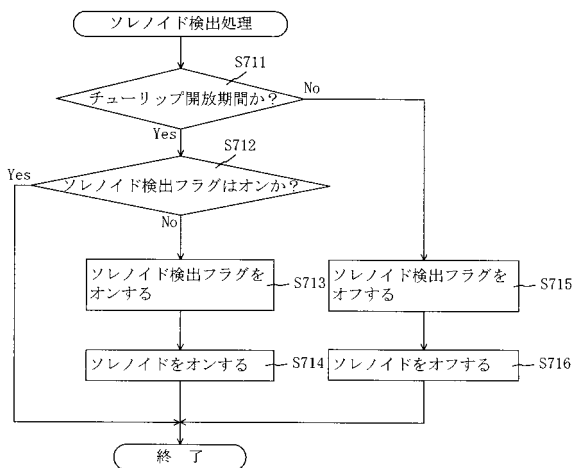 ソレノイド検出処理
S711
チューリップ開放期間か？
No
Yes
S712
Yes
ソレノイド検出フラグはオンか？
No
ソレノイド検出フラグを
オンする
S713
ソレノイド検出フラグを
オフする
S715
ソレノイドをオンする
S714
ソレノイドをオフする
S716
終 了